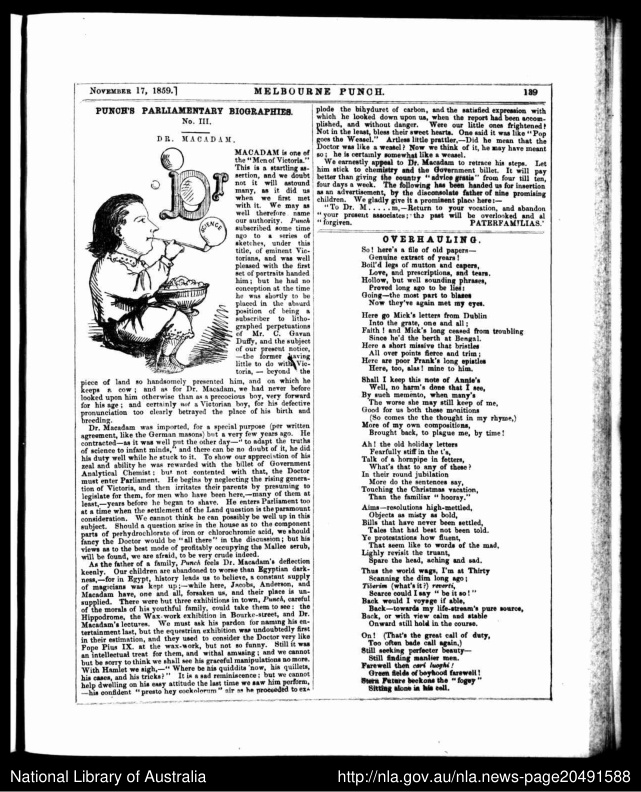 NOVEMBER 17, 1859.]
MELBOURNE PUNCH.
139
PUNCH'S PARLIAMENTARY BIOGRAPHIES.
No. III.
DR. MACADAM.
Dr
SCIENCE
MACADAM is one of
the "Men of Victoria."
This is a startling as-
sertion, and we doubt
not it will astound
many, as it did us
when we first met
with it. We may as
well therefore name
our authority. Punch
subscribed some time
ago to a series of
sketches, under this
title, of eminent Vic-
torians, and was well
pleased with the first
set of portraits handed
him; but he had no
conception at the time
he was shortly to be
placed in the absurd
position of being a
subscriber to litho-
graphed perpetuations
of Mr. C. Gavan
Duffy, and the subject
of our present notice,
—the former having
little to do with Vic-
toria, — beyond the
piece of land so handsomely presented him, and on which he
keeps a cow; and as for Dr. Macadam, we had never before
looked upon him otherwise than as a precocious boy, very forward
for his age; and certainly not a Victorian boy, for his defective
pronunciation too clearly betrayed the place of his birth and
breeding.
Dr. Macadam was imported, for a special purpose (per written
agreement, like the German masons) but a very few years ago. He
contracted—as it was well put the other day—"to adapt the truths
of science to infant minds," and there can be no doubt of it, he did
his duty well while he stuck to it. To show our appreciation of his
zeal and ability he was rewarded with the billet of Government
Analytical Chemist; but not contented with that, the Doctor
must enter Parliament. He begins by neglecting the rising genera-
tion of Victoria, and then irritates their parents by presuming to
legislate for them, for men who have been here,—many of them at
least,—years before he began to shave. He enters Parliament too
at a time when the settlement of the Land question is the paramount
consideration. We cannot think he can possibly be well up in this
subject. Should a question arise in the house as to the component
parts of perhydrochlorate of iron or chlorochromic acid, we should
fancy the Doctor would be "all there" in the discussion; but his
views as to the best mode of profitably occupying the Mallee scrub,
will be found, we are afraid, to be very crude indeed.
As the father of a family, Punch feels Dr. Macadam's deflection
keenly. Our children are abandoned to worse than Egyptian dark-
ness,—for in Egypt, history leads us to believe, a constant supply
of magicians was kept up;—while here, Jacobs, Anderson, and
Macadam have, one and all, forsaken us, and their place is un-
supplied. There were but three exhibitions in town, Punch, careful
of the morals of his youthful family, could take them to see: the
Hippodrome, the Wax-work exhibition in Bourke-street, and Dr.
Macadam's lectures. We must ask his pardon for naming his en-
tertainment last, but the equestrian exhibition was undoubtedly first
in their estimation, and they used to consider the Doctor very like
Pope Pius IX. at the wax-work, but not so funny. Still it was
an intellectual treat for them, and withal amusing; and we cannot
but be sorry to think we shall see his graceful manipulations no more.
With Hamlet we sigh,—"Where be his quiddits now, his quillets,
his cases, and his tricks?" It is a sad reminiscence: but we cannot
help dwelling on his easy attitude the last time we saw him perform,
—his confident "presto hey cockolorum" air as he proceeded to ex-
plode the bihyduret of carbon, and the satisfied expression with
which he looked down upon us, when the report had been accom-
plished, and without danger. Were our little ones frightened?
Not in the least, bless their sweet hearts. One said it was like "Pop
goes the Weasel." Artless little prattler,—Did he mean that the
Doctor was like a weasel? Now we think of it, he may have meant
so; he is certainly somewhat like a weasel.
We earnestly appeal to Dr. Macadam to retrace his steps. Let
him stick to chemistry and the Government billet. It will pay
better than giving the country "advice gratis" from four till ten,
four days a week. The following has been handed us for insertion
as an advertisement, by the disconsolate father of nine promising
children. We gladly give it a prominent place here:—
"To Dr. M.....m,—Return to your vocation, and abandon
"your present associates; the past will be overlooked and al
"forgiven. PATERFAMILIAS."
OVERHAULING.
So! here's a file of old papers—
Genuine extract of years!
Boil'd legs of mutton and capers,
Love, and prescriptions, and tears.
Hollow, but well sounding phrases,
Proved long ago to be lies!
Going—the most part to blazes
Now they've again met my eyes.
Here go Mick's letters from Dublin
Into the grate, one and all;
Faith! and Mick's long ceased from troubling
Since he'd the berth at Bengal.
Here a short missive that bristles
All over points fierce and trim;
Here are poor Frank's long epistles
Here, too, alas! mine to him.
Shall I keep this note of Annie's
Well, no harm's done that I see,
By such memento, when many's
The worse she may still keep of me,
Good for us both these monitions
(So comes the the thought in my rhyme,)
More of my own compositions,
Brought back, to plague me, by time!
Ah! the old holiday letters
Fearfully stiff in the t's,
Talk of a hornpipe in fetters,
What's that to any of these?
In their round jubilation
More do the sentences say,
Touching the Christmas vacation,
Than the familiar "hooray."
Aims—resolutions high-mettled,
Objects as misty as bold,
Bills that have never been settled,
Tales that had best not been told.
Ye protestations how fluent,
That seem like to words of the mad,
Lighly revisit the truant,
Spare the head, aching and sad.
Thus the world wags, I'm at Thirty
Scanning the dim long ago;
(what's it?) reverti,
Scarce could I say "be it so!"
Back would I voyage if able,
Back—towards my life-stream's pure source,
Back, or with view calm and stable
Onward still hold in the course.
On! (That's the great call of duty,
Too often bads call again,)
Still seeking perfecter beauty—
Still finding manlier men.
Farewell then cari luoghi!
Green fields of boyhood farewell!
Stern Future beckons the "fogey"
Sitting alone in his cell.
National Library of Australia
http://nla.gov.au/nla.news-page20491588